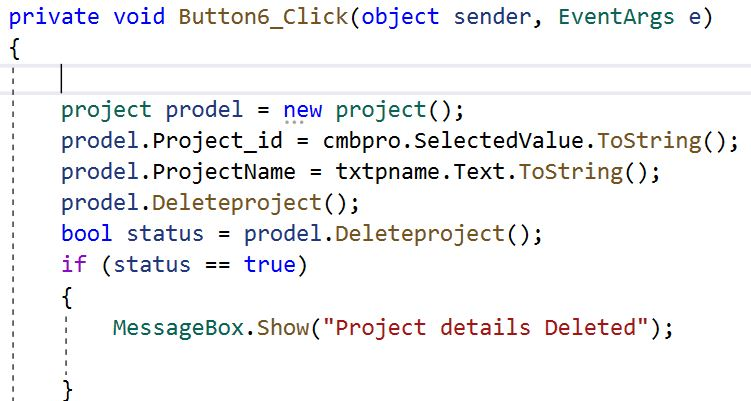 private void Button6_Click(object sender, EventArgs e)
{
project prodel = new project();
prodel.Project_id = cmbpro.SelectedValue.ToString();
prodel.ProjectName = txtpname.Text.ToString();
prodel.Deleteproject();
bool status = prodel.Deleteproject();
if (status == true)
{
MessageBox.Show("Project details Deleted");
}